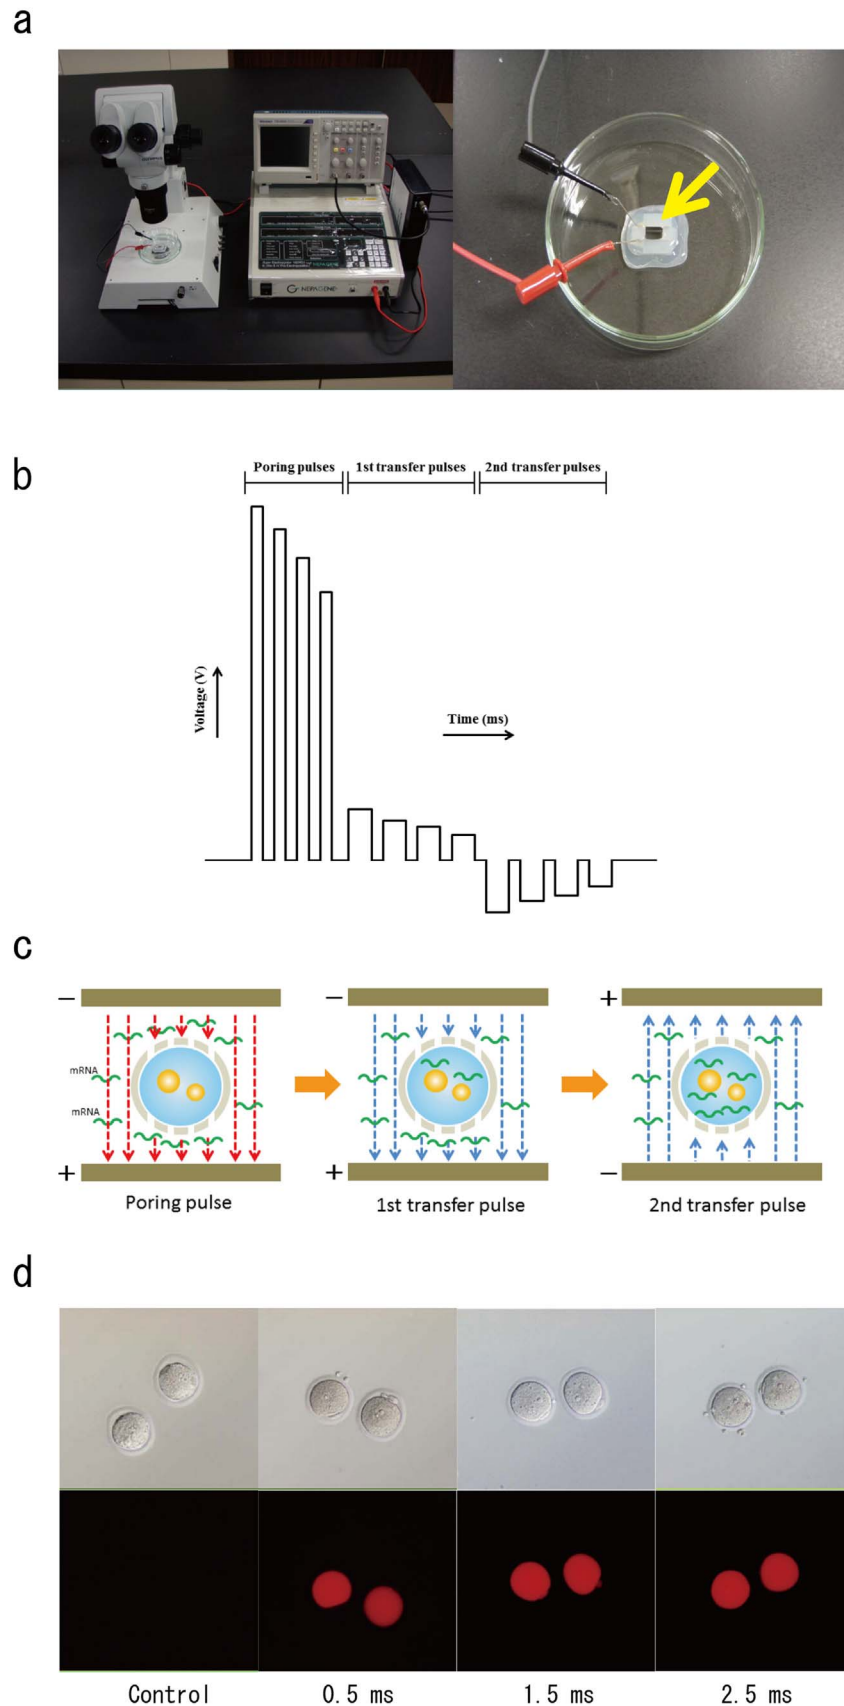 a
NEPAGENE
b
Poring pulses
1st transfer pulses
2nd transfer pulses
Voltage (V)
Time (ms)
c
−
−
+
mRNA
mRNA
+
+
−
Poring pulse
1st transfer pulse
2nd transfer pulse
d
Control
0.5 ms
1.5 ms
2.5 ms